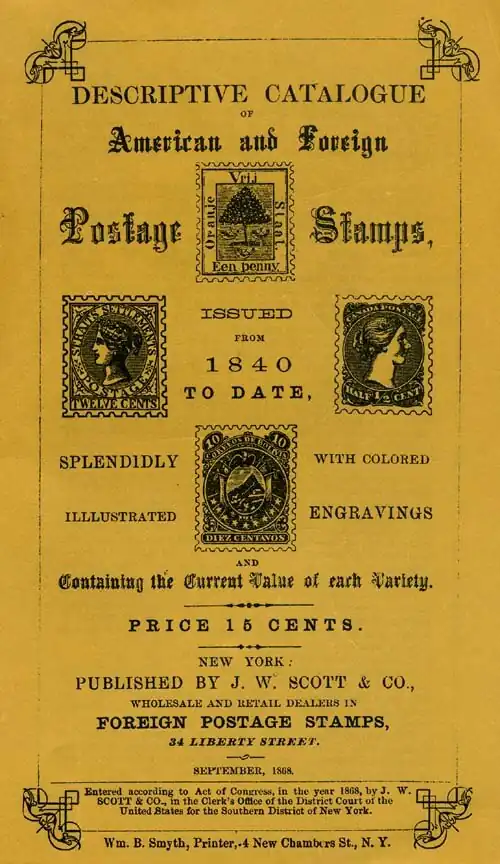 DESCRIPTIVE CATALOGUE
OF
American and Foreign
Vrij
Oranje
Staat
Een penny
Postage Stamps,
STRAITS SETTLEMENTS
POSTAGE
TWELVE CENTS
ISSUED
FROM
1840
TO DATE,
CANADA POSTAGE
HALF ½ CENT
10 10
CORREOS DE BOLIVIA
DIEZ CENTAVOS
SPLENDIDLY WITH COLORED
ILLLUSTRATED ENGRAVINGS
AND
Containing the Current Value of each Variety.
PRICE 15 CENTS.
NEW YORK:
PUBLISHED BY J. W. SCOTT & CO.,
WHOLESALE AND RETAIL DEALERS IN
FOREIGN POSTAGE STAMPS,
34 LIBERTY STREET.
SEPTEMBER, 1868.
Entered according to Act of Congress, in the year 1868, by J. W.
SCOTT & CO., in the Clerk's Office of the District Court of the
United States for the Southern District of New York.
Wm. B. Smyth, Printer, 4 New Chambers St., N. Y.